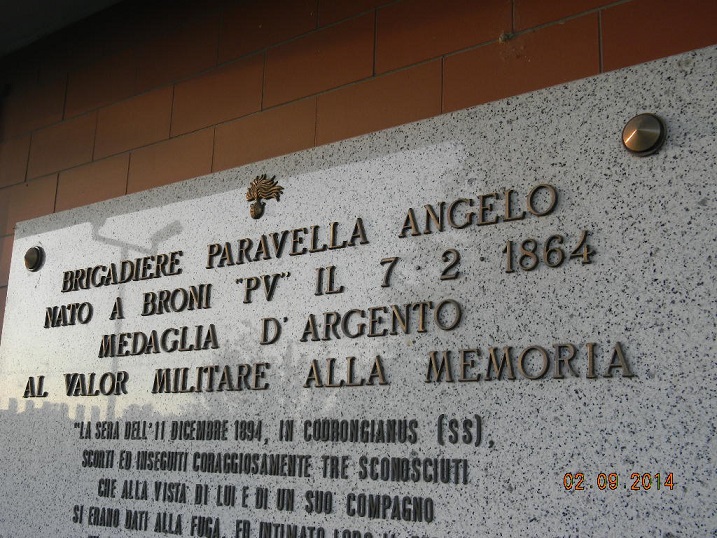 BRIGADIERE PARAVELLA ANGELO
NATO A BRONI "PV" IL 7·2 1864
MEDAGLIA D'ARGENTO
AL VALOR MILITARE ALLA MEMORIA
"LA SERA DELL'11 DICEMBRE 1894, IN CODRONGIANUS (SS),
SCORTI ED INSEGUITI CORAGGIOSAMENTE TRE SCONOSCIUTI
CHE ALLA VISTA DI LUI E DI UN SUO COMPAGNO
SI ERANO DATI ALLA FUGA, ED INTIMATO LORO
02.09.2014